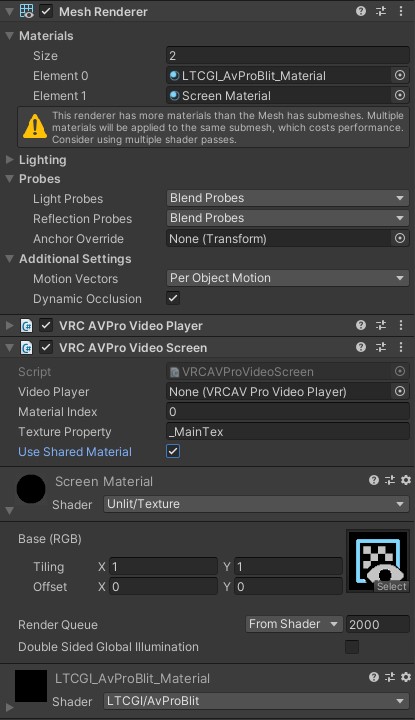 Mesh Renderer
Materials
Size 2
Element 0 LTCGI_AvProBlit_Material
Element 1 Screen Material
This renderer has more materials than the Mesh has submeshes. Multiple
materials will be applied to the same submesh, which costs performance.
Consider using multiple shader passes.
Lighting
Probes
Light Probes Blend Probes
Reflection Probes Blend Probes
Anchor Override None (Transform)
Additional Settings
Motion Vectors Per Object Motion
Dynamic Occlusion
VRC AVPro Video Player
VRC AVPro Video Screen
Script VRCAVProVideoScreen
Video Player None (VRCAV Pro Video Player)
Material Index 0
Texture Property _MainTex
Use Shared Material
Screen Material
Shader Unlit/Texture
Base (RGB)
Tiling X 1 Y 1
Offset X 0 Y 0
Select
Render Queue From Shader 2000
Double Sided Global Illumination
LTCGI_AvProBlit_Material
Shader LTCGI/AvProBlit